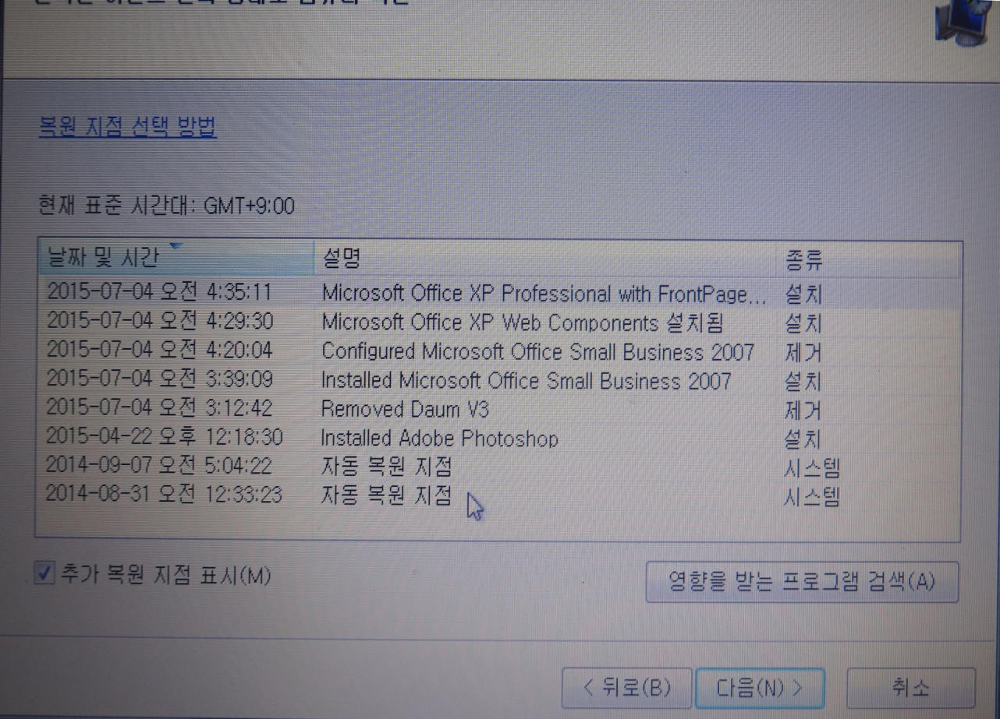 복원 지점 선택 방법
현재 표준 시간대: GMT+9:00
날짜 및 시간 설명 종류
2015-07-04 오전 4:35:11 Microsoft Office XP Professional with FrontPage... 설치
2015-07-04 오전 4:29:30 Microsoft Office XP Web Components 설치됨 설치
2015-07-04 오전 4:20:04 Configured Microsoft Office Small Business 2007 제거
2015-07-04 오전 3:39:09 Installed Microsoft Office Small Business 2007 설치
2015-07-04 오전 3:12:42 Removed Daum V3 제거
2015-04-22 오후 12:18:30 Installed Adobe Photoshop 설치
2014-09-07 오전 5:04:22 자동 복원 지점 시스템
2014-08-31 오전 12:33:23 자동 복원 지점 시스템
추가 복원 지점 표시(M) 영향을 받는 프로그램 검색(A)
< 뒤로(B) 다음(N) > 취소